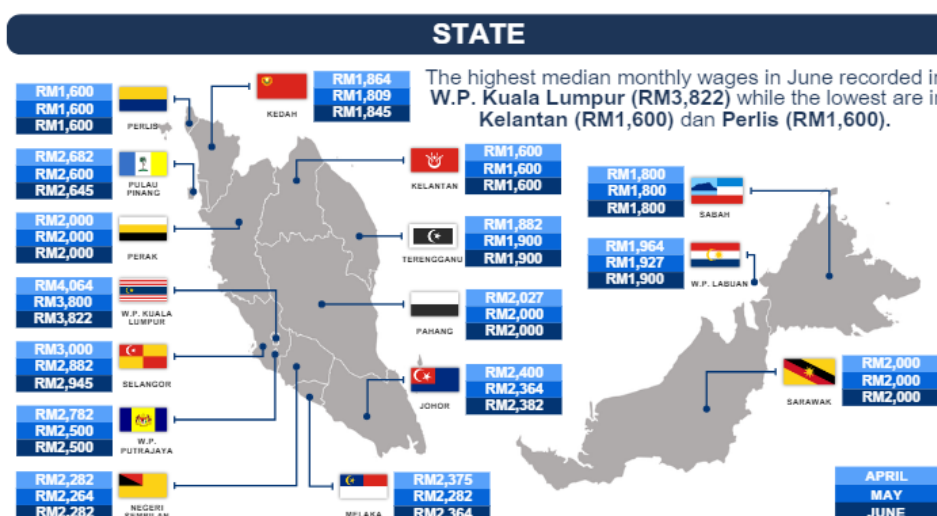 STATE
The highest median monthly wages in June recorded in
W.P. Kuala Lumpur (RM3,822) while the lowest are in
Kelantan (RM1,600) dan Perlis (RM1,600).
RM1,600
RM1,600
RM1,600
PERLIS
RM1,864
RM1,809
RM1,845
KEDAH
RM2,682
RM2,600
RM2,645
PULAU
PINANG
RM1,600
RM1,600
RM1,600
KELANTAN
RM2,000
RM2,000
RM2,000
PERAK
RM1,882
RM1,900
RM1,900
TERENGGANU
RM4,064
RM3,800
RM3,822
W.P. KUALA
LUMPUR
RM2,027
RM2,000
RM2,000
PAHANG
RM3,000
RM2,882
RM2,945
SELANGOR
RM2,400
RM2,364
RM2,382
JOHOR
RM2,782
RM2,500
RM2,500
W.P.
PUTRAJAYA
RM2,282
RM2,264
RM2,282
NEGERI
SEMBILAN
RM2,375
RM2,282
RM2,364
MELAKA
RM1,800
RM1,800
RM1,800
SABAH
RM1,964
RM1,927
RM1,900
W.P. LABUAN
RM2,000
RM2,000
RM2,000
SARAWAK
APRIL
MAY
JUNE